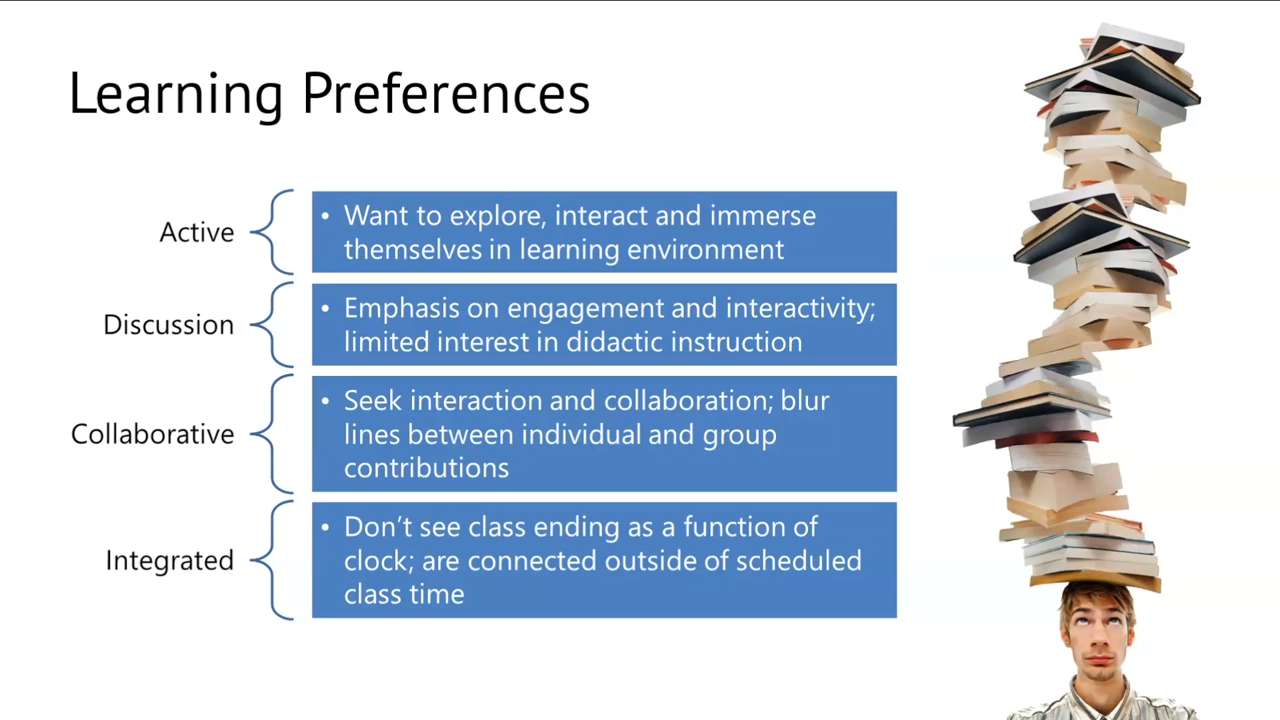 Learning Preferences
Active
• Want to explore, interact and immerse
themselves in learning environment
Discussion
• Emphasis on engagement and interactivity;
limited interest in didactic instruction
Collaborative
• Seek interaction and collaboration; blur
lines between individual and group
contributions
Integrated
• Don’t see class ending as a function of
clock; are connected outside of scheduled
class time